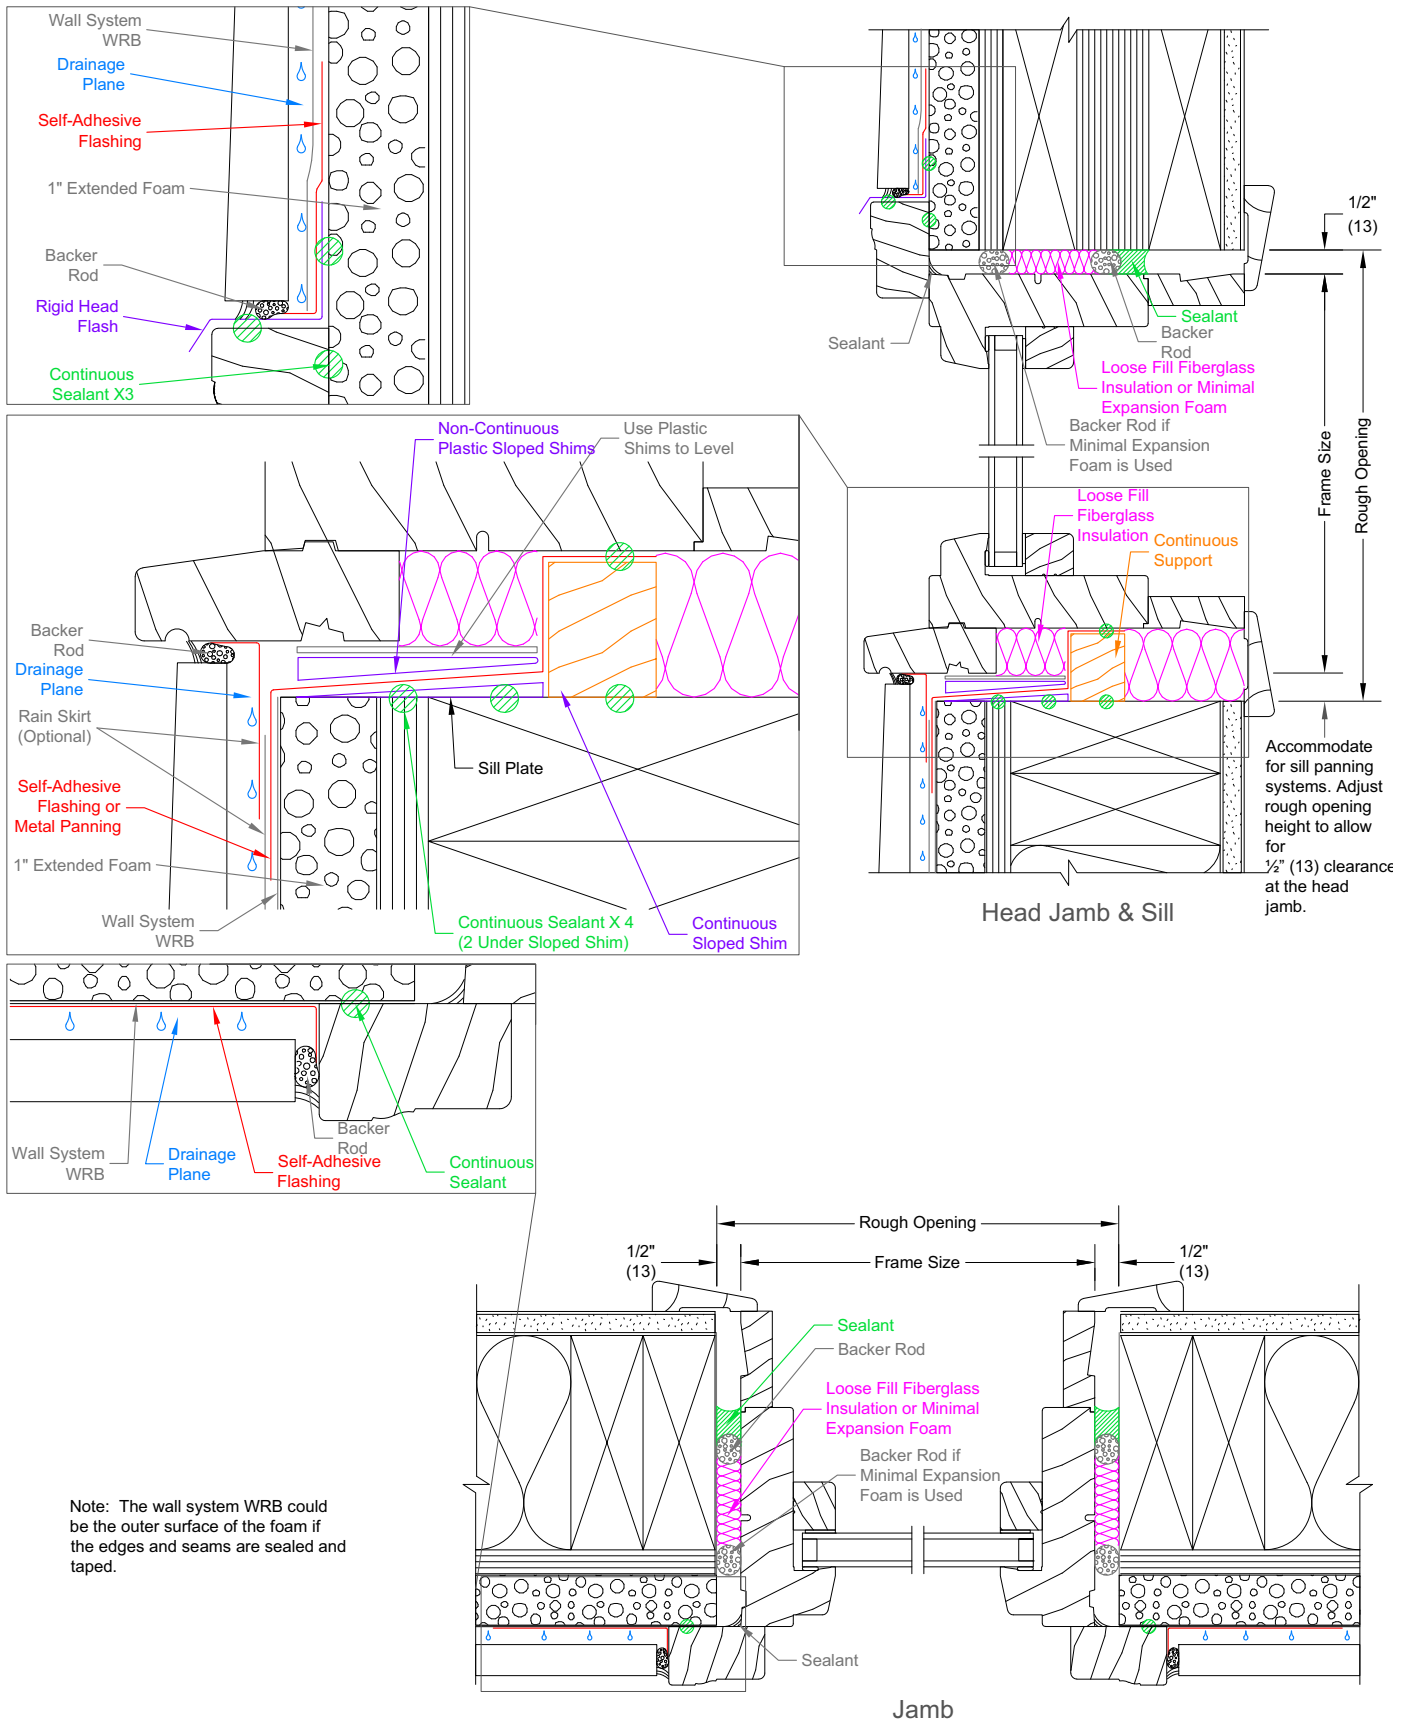 Wall System
WRB
Drainage
Plane
Self-Adhesive
Flashing
1" Extended Foam
Backer
Rod
Rigid Head
Flash
Continuous
Sealant X3
1/2"
(13)
Sealant
Sealant
Backer
Rod
Loose Fill Fiberglass
Insulation or Minimal
Expansion Foam
Backer Rod if
Minimal Expansion
Foam is Used
Frame Size
Rough Opening
Loose Fill
Fiberglass
Insulation
Continuous
Support
Accommodate
for sill panning
systems. Adjust
rough opening
height to allow
for
½” (13) clearance
at the head
jamb.
Head Jamb & Sill
Non-Continuous
Plastic Sloped Shims
Use Plastic
Shims to Level
Backer
Rod
Drainage
Plane
Rain Skirt
(Optional)
Sill Plate
Self-Adhesive
Flashing or
Metal Panning
1" Extended Foam
Wall System
WRB
Continuous Sealant X 4
(2 Under Sloped Shim)
Continuous
Sloped Shim
Backer
Rod
Wall System
WRB
Drainage
Plane
Self-Adhesive
Flashing
Continuous
Sealant
Rough Opening
1/2"
(13)
Frame Size
1/2"
(13)
Sealant
Backer Rod
Loose Fill Fiberglass
Insulation or Minimal
Expansion Foam
Backer Rod if
Minimal Expansion
Foam is Used
Note:  The wall system WRB could
be the outer surface of the foam if
the edges and seams are sealed and
taped.
Sealant
Jamb